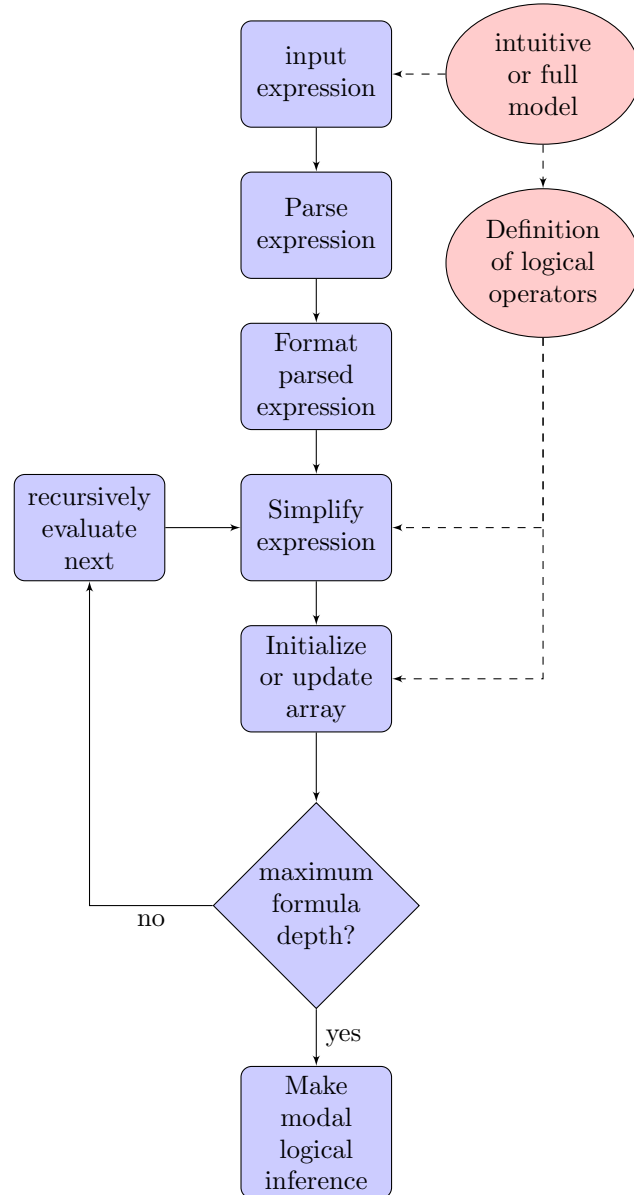 input
expression
intuitive
or full
model
Parse
expression
Definition
of logical
operators
Format
parsed
expression
recursively
evaluate
next
Simplify
expression
Initialize
or update
array
maximum
formula
depth?
no
yes
Make
modal
logical
inference